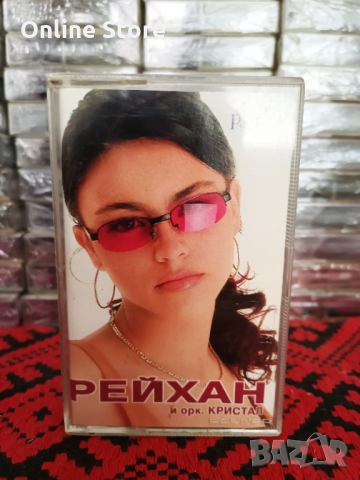 Online Store
РЕЙХАН
и орк. КРИСТАЛ
BAZAR